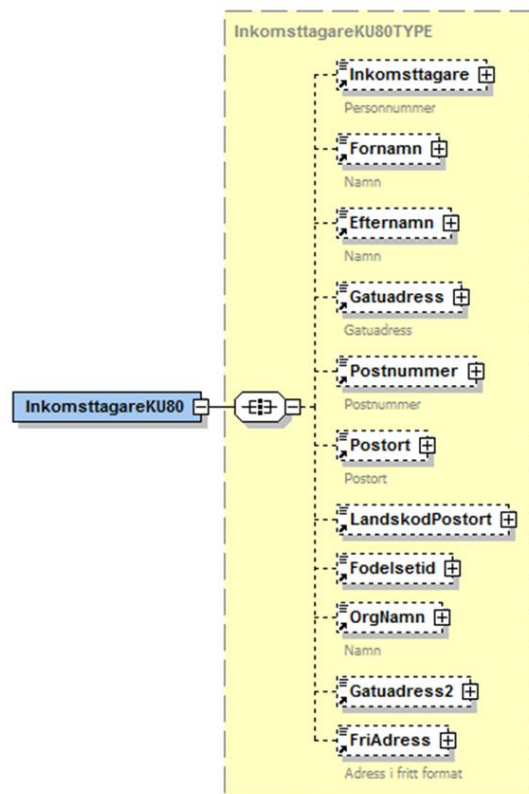 InkomsttagareKU80TYPE
Inkomsttagare
Personnummer
Fornamn
Namn
Efternamn
Namn
Gatuadress
Gatuadress
Postnummer
Postnummer
InkomsttagareKU80
Postort
Postort
LandskodPostort
Fodelsetid
OrgNamn
Namn
Gatuadress2
FriAdress
Adress i fritt format